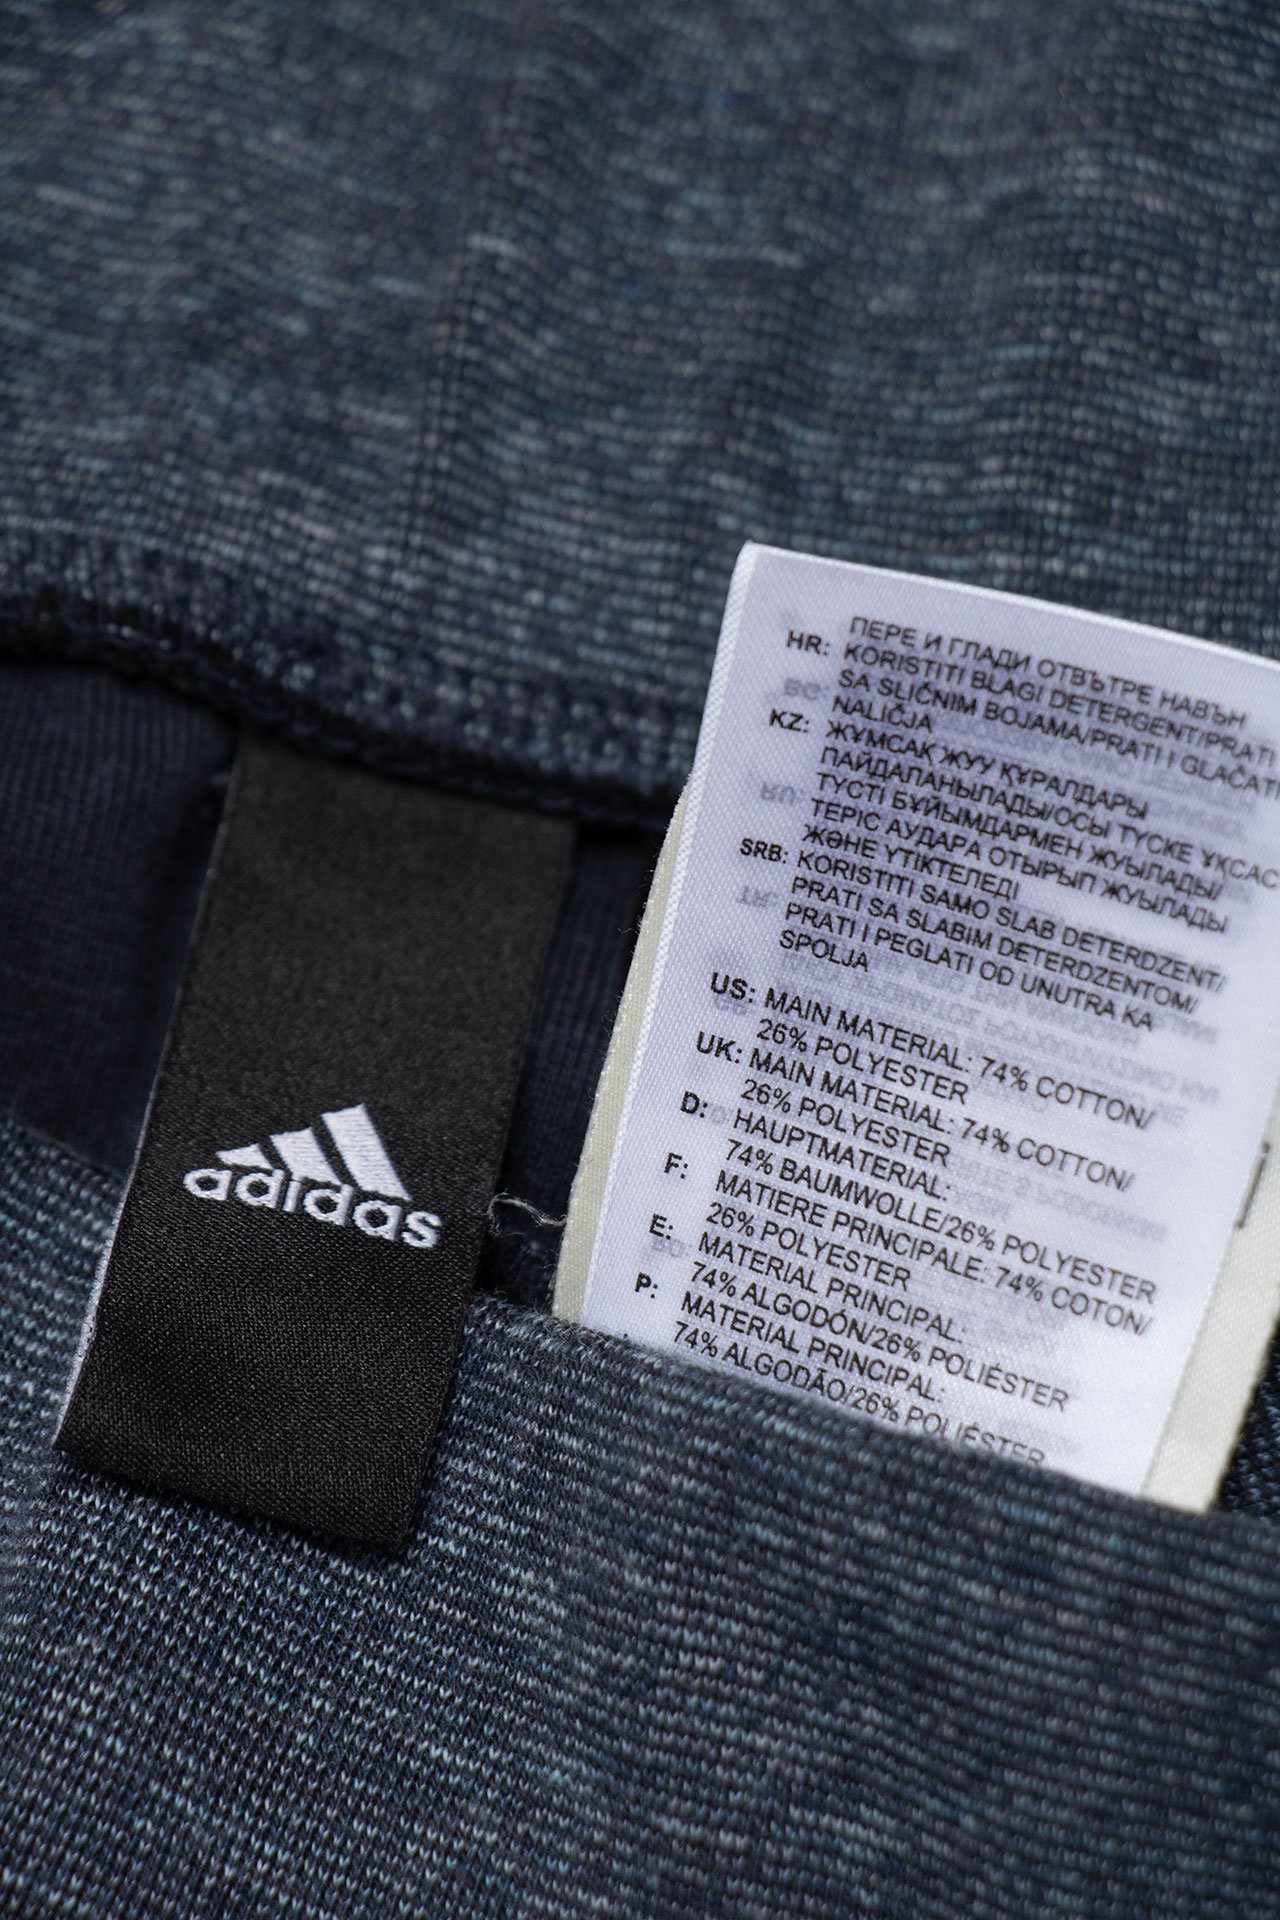 adidas
ПЕРЕ И ГЛАДИ ОТВЪТРЕ НАВЪН
HR: KORISTITI BLAGI DETERGENT/PRATI
SA SLIČNIM BOJAMA/PRATI I GLAČATI
NALIČJA
KZ: ЖҰМСАҚ ЖУУ ҚҰРАЛДАРЫ
ПАЙДАЛАНЫЛАДЫ/ОСЫ ТҮСКЕ ҰҚСАС
ТҮСТІ БҰЙЫМДАРМЕН ЖУЫЛАДЫ/
ТЕРІС АУДАРА ОТЫРЫП ЖУЫЛАДЫ
ЖӘНЕ ҮТІКТЕЛЕДІ
SRB: KORISTITI SAMO SLAB DETERDZENT/
PRATI SA SLABIM DETERDZENTOM/
PRATI I PEGLATI OD UNUTRA KA
SPOLJA
US: MAIN MATERIAL: 74% COTTON/
26% POLYESTER
UK: MAIN MATERIAL: 74% COTTON/
26% POLYESTER
D: HAUPTMATERIAL:
74% BAUMWOLLE/26% POLYESTER
F: MATIERE PRINCIPALE: 74% COTON/
26% POLYESTER
E: MATERIAL PRINCIPAL:
74% ALGODÓN/26% POLIÉSTER
P: MATERIAL PRINCIPAL:
74% ALGODÃO/26% POLIÉSTER